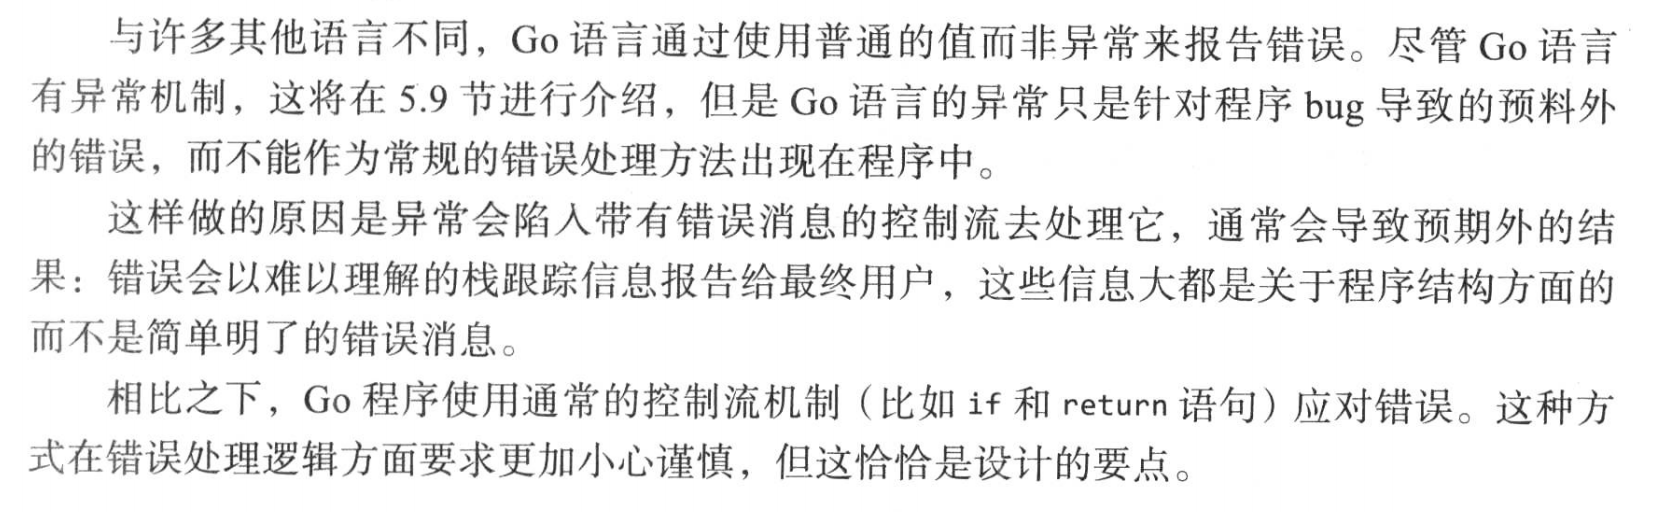 与许多其他语言不同，Go 语言通过使用普通的值而非异常来报告错误。尽管 Go 语言
有异常机制，这将在 5.9 节进行介绍，但是 Go 语言的异常只是针对程序 bug 导致的预料外
的错误，而不能作为常规的错误处理方法出现在程序中。
这样做的原因是异常会陷入带有错误消息的控制流去处理它，通常会导致预期外的结
果：错误会以难以理解的栈跟踪信息报告给最终用户，这些信息大都是关于程序结构方面的
而不是简单明了的错误消息。
相比之下，Go 程序使用通常的控制流机制（比如 if 和 return 语句）应对错误。这种方
式在错误处理逻辑方面要求更加小心谨慎，但这恰恰是设计的要点。